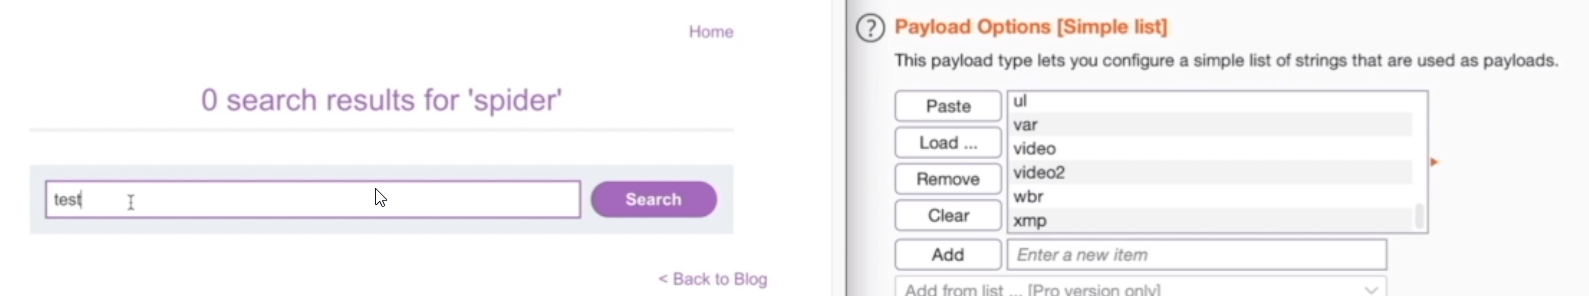 Home
0 search results for 'spider'
test
Search
< Back to Blog
? Payload Options [Simple list]
This payload type lets you configure a simple list of strings that are used as payloads.
Paste
Load ...
Remove
Clear
ul
var
video
video2
wbr
xmp
Add
Enter a new item
Add from list ... [Pro version only]